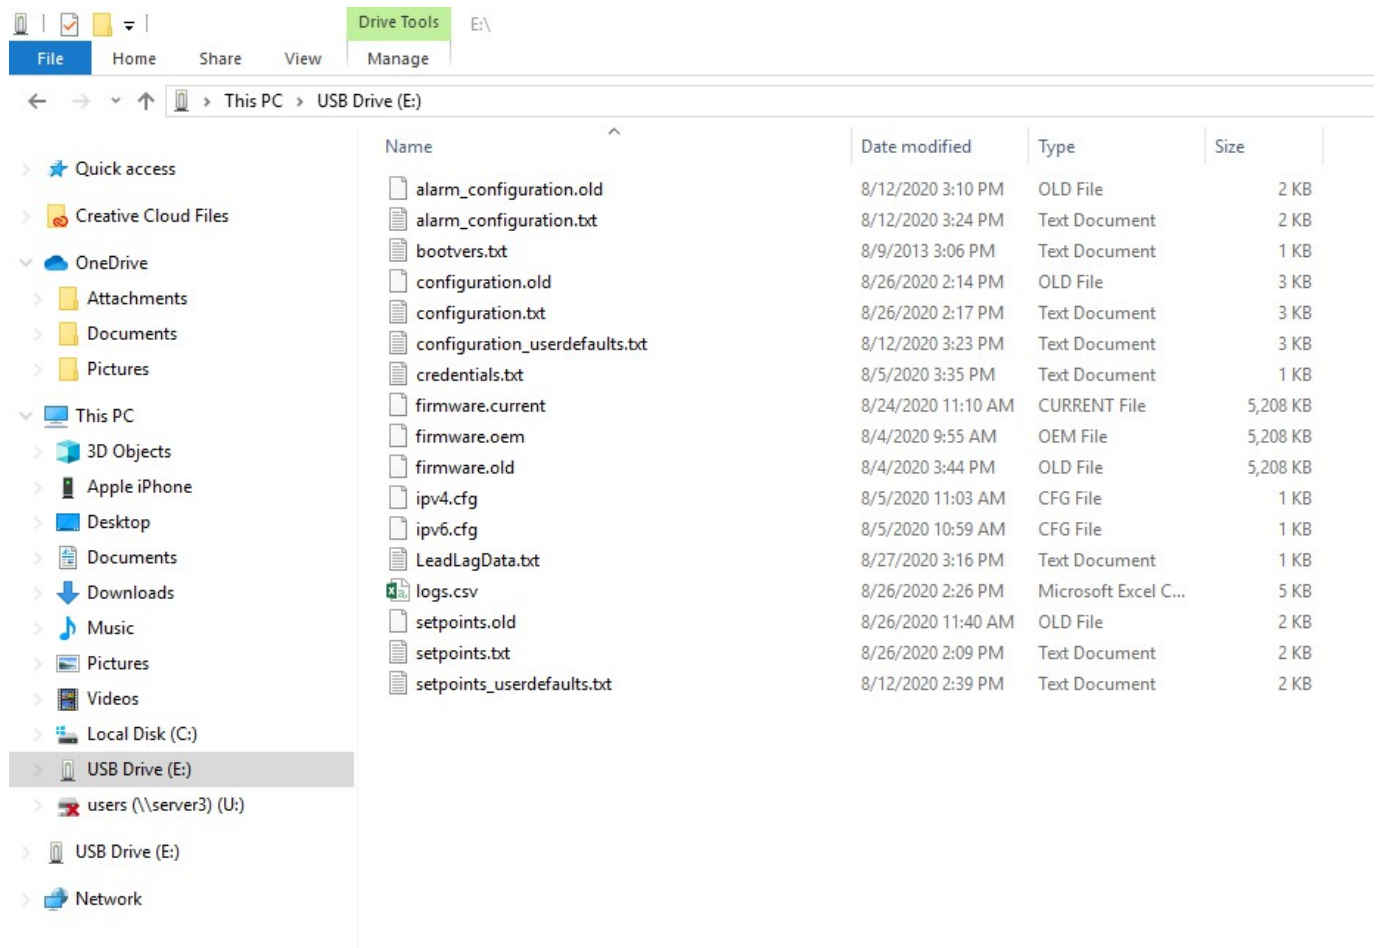 Drive Tools E:\
File Home Share View Manage
This PC USB Drive (E:)
Name Date modified Type Size
Quick access
Creative Cloud Files
OneDrive
Attachments
Documents
Pictures
This PC
3D Objects
Apple iPhone
Desktop
Documents
Downloads
Music
Pictures
Videos
Local Disk (C:)
USB Drive (E:)
users (\\server3) (U:)
USB Drive (E:)
Network
alarm_configuration.old 8/12/2020 3:10 PM OLD File 2 KB
alarm_configuration.txt 8/12/2020 3:24 PM Text Document 2 KB
bootvers.txt 8/9/2013 3:06 PM Text Document 1 KB
configuration.old 8/26/2020 2:14 PM OLD File 3 KB
configuration.txt 8/26/2020 2:17 PM Text Document 3 KB
configuration_userdefaults.txt 8/12/2020 3:23 PM Text Document 3 KB
credentials.txt 8/5/2020 3:35 PM Text Document 1 KB
firmware.current 8/24/2020 11:10 AM CURRENT File 5,208 KB
firmware.oem 8/4/2020 9:55 AM OEM File 5,208 KB
firmware.old 8/4/2020 3:44 PM OLD File 5,208 KB
ipv4.cfg 8/5/2020 11:03 AM CFG File 1 KB
ipv6.cfg 8/5/2020 10:59 AM CFG File 1 KB
LeadLagData.txt 8/27/2020 3:16 PM Text Document 1 KB
logs.csv 8/26/2020 2:26 PM Microsoft Excel C... 5 KB
setpoints.old 8/26/2020 11:40 AM OLD File 2 KB
setpoints.txt 8/26/2020 2:09 PM Text Document 2 KB
setpoints_userdefaults.txt 8/12/2020 2:39 PM Text Document 2 KB